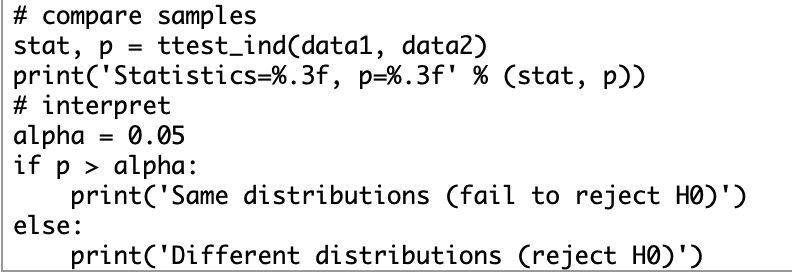 # compare samples
stat, p = ttest_ind(data1, data2)
print('Statistics=%.3f, p=%.3f' % (stat, p))
# interpret
alpha = 0.05
if p > alpha:
    print('Same distributions (fail to reject H0)')
else:
    print('Different distributions (reject H0)')